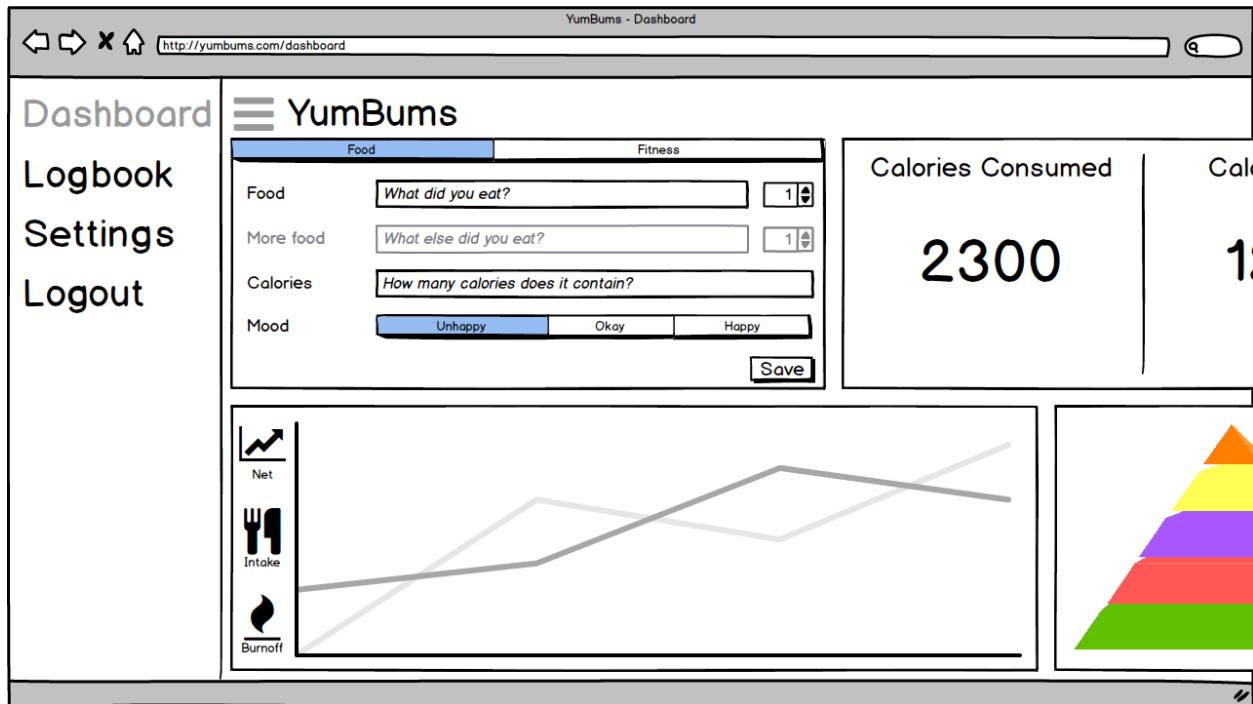 YumBums - Dashboard
http://yumbums.com/dashboard
Dashboard
Logbook
Settings
Logout
YumBums
Food Fitness
Food What did you eat? 1
More food What else did you eat? 1
Calories How many calories does it contain?
Mood Unhappy Okay Happy
Save
Calories Consumed
2300
Net
Intake
Burnoff